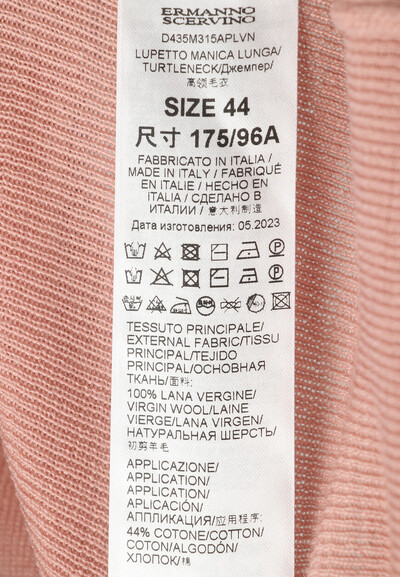 ERMANNO
SCERVINO
D435M315APLVN
LUPETTO MANICA LUNGA/
TURTLENECK/Джемпер/
高领毛衣
SIZE 44
尺寸 175/96A
FABBRICATO IN ITALIA /
MADE IN ITALY / FABRIQUÉ
EN ITALIE / HECHO EN
ITALIA / СДЕЛАНО В
ИТАЛИИ / 意大利制造
Дата изготовления: 05.2023
TESSUTO PRINCIPALE/
EXTERNAL FABRIC/TISSU
PRINCIPAL/TEJIDO
PRINCIPAL/ОСНОВНАЯ
ТКАНЬ/面料:
100% LANA VERGINE/
VIRGIN WOOL/LAINE
VIERGE/LANA VIRGEN/
НАТУРАЛЬНАЯ ШЕРСТЬ/
初剪羊毛
APPLICAZIONE/
APPLICATION/
APPLICATION/
APLICACIÓN/
АППЛИКАЦИЯ/应用程序:
44% COTONE/COTTON/
COTON/ALGODÓN/
ХЛОПОК/棉